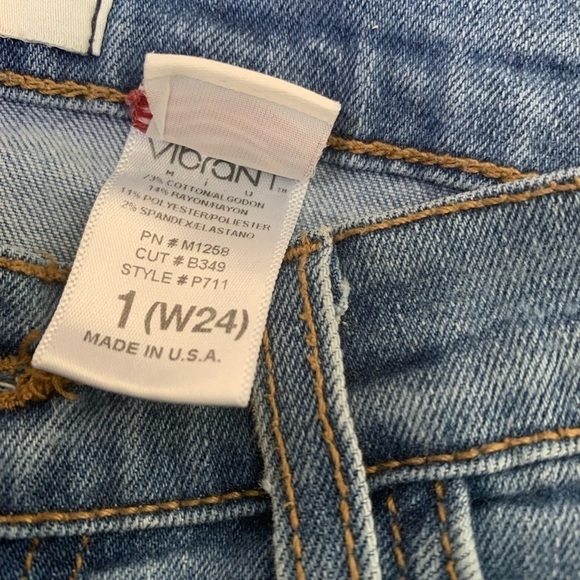 VIBRANT™
M I U
73% COTTON/ALGODON
14% RAYON/RAYON
11% POLYESTER/POLIESTER
2% SPANDEX/ELASTANO
PN # M1258
CUT # B349
STYLE # P711
1 (W24)
MADE IN U.S.A.